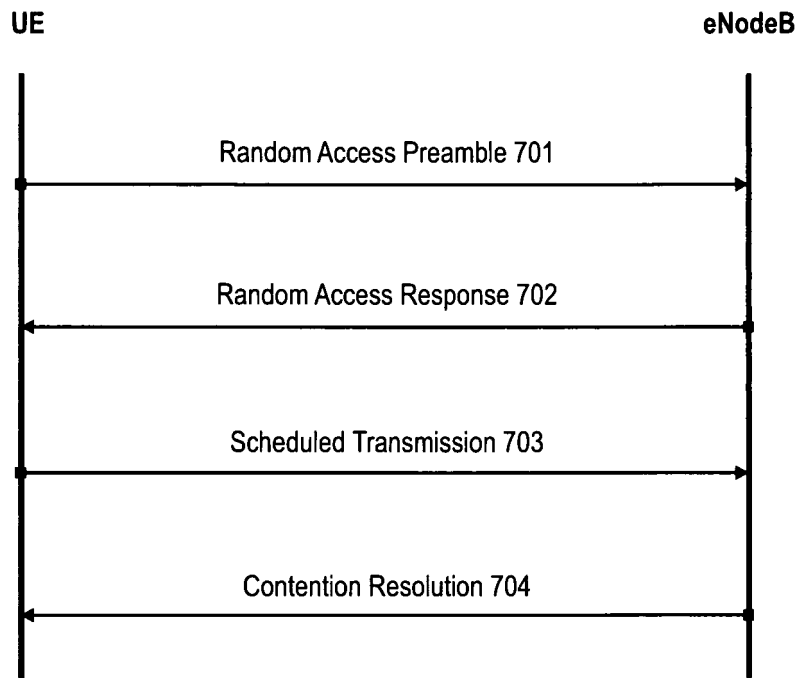 UE
eNodeB
Random Access Preamble 701
Random Access Response 702
Scheduled Transmission 703
Contention Resolution 704